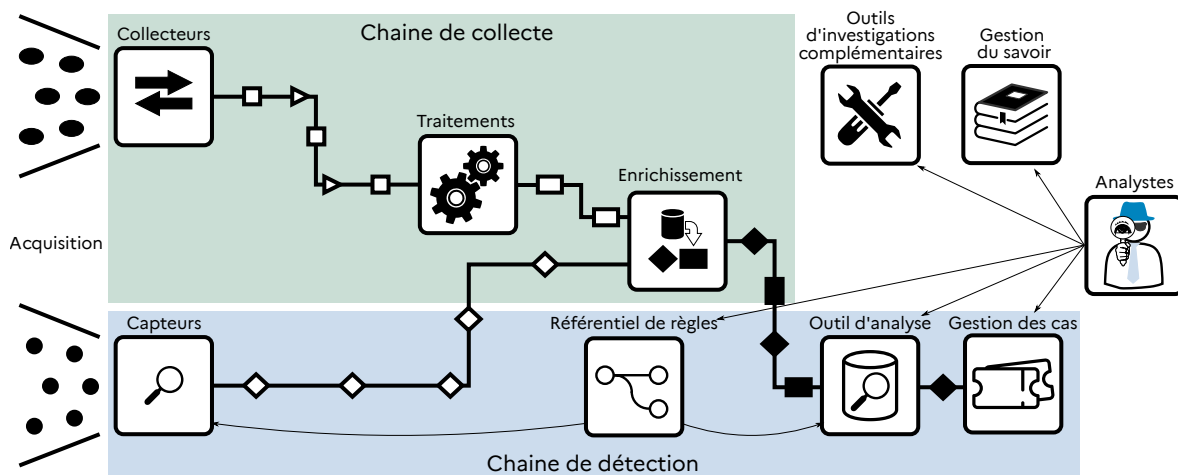 Chaine de collecte
Collecteurs
Outils
d'investigations
complémentaires
Gestion
du savoir
Traitements
Enrichissement
Analystes
Acquisition
Capteurs
Référentiel de règles
Outil d'analyse
Gestion des cas
Chaine de détection